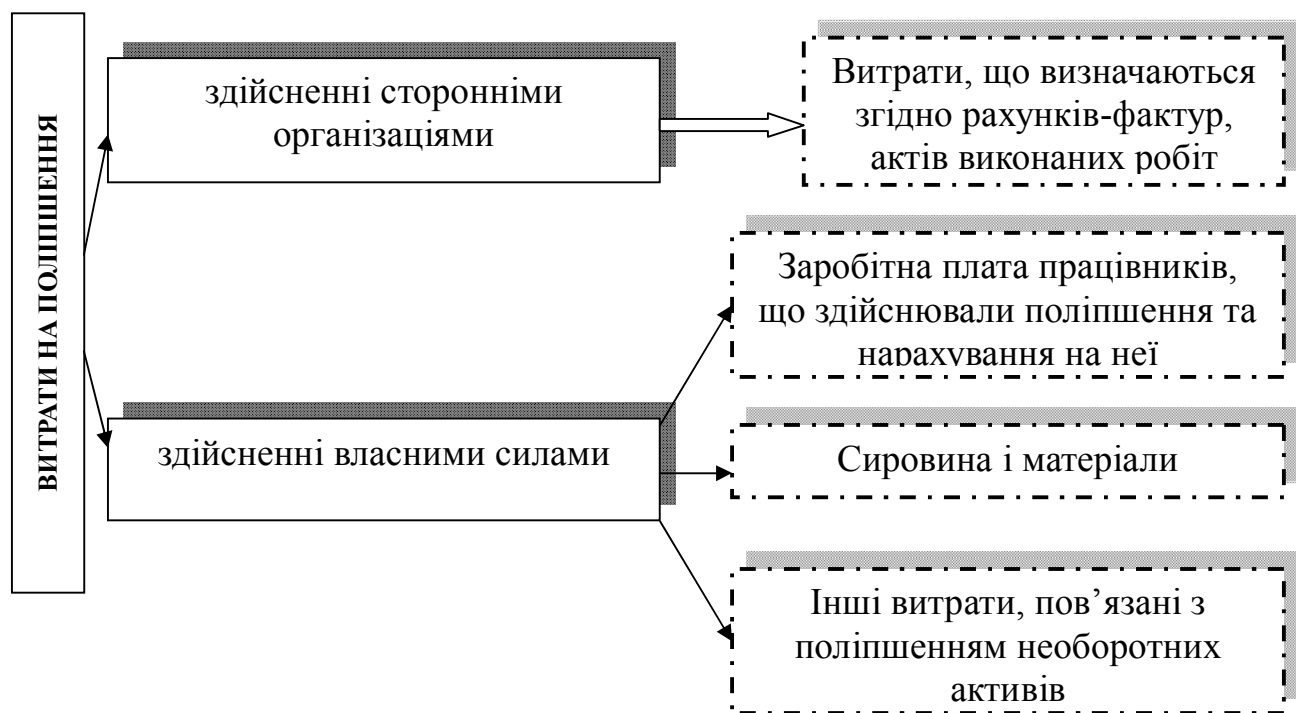 ВИТРАТИ НА ПОЛІПШЕННЯ
здійсненні сторонніми
організаціями
Витрати, що визначаються
згідно рахунків-фактур,
актів виконаних робіт
Заробітна плата працівників,
що здійснювали поліпшення та
нарахування на неї
здійсненні власними силами
Сировина і матеріали
Інші витрати, пов’язані з
поліпшенням необоротних
активів